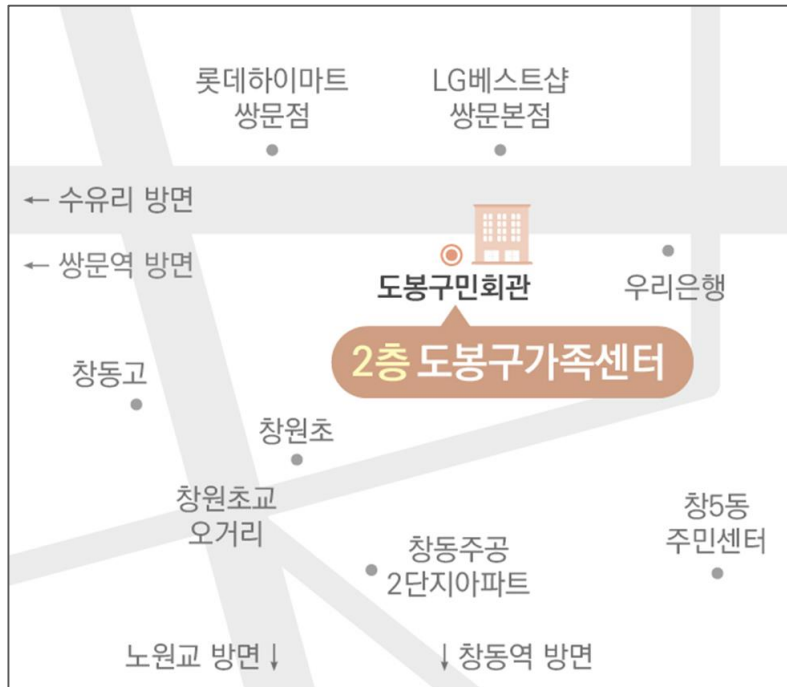 롯데하이마트
쌍문점
LG베스트샵
쌍문본점
← 수유리 방면
← 쌍문역 방면
도봉구민회관
우리은행
2층 도봉구가족센터
창동고
창원초
창원초교
오거리
창동주공
2단지아파트
창5동
주민센터
노원교 방면 ↓
↓ 창동역 방면